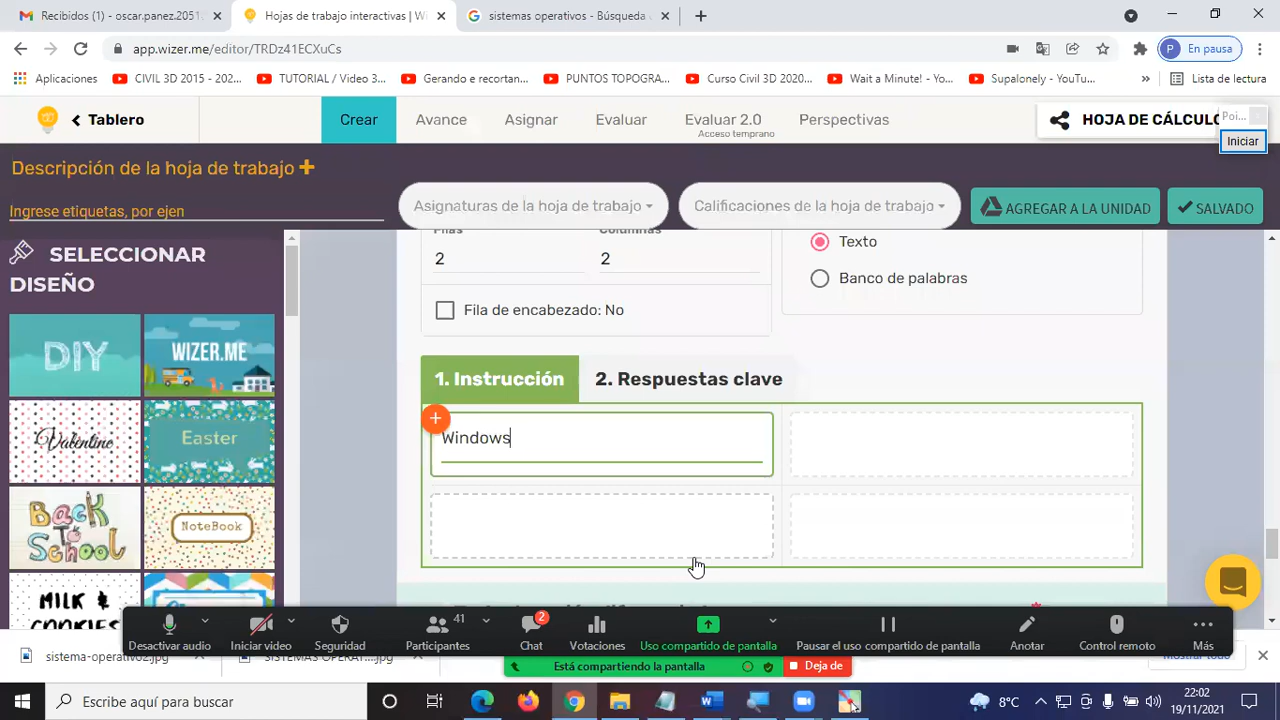 Recibidos (1) - oscar.panez.2051
Hojas de trabajo interactivas | Wi
sistemas operativos - Búsqueda
app.wizer.me/editor/TRDz41ECXuCs
En pausa
Aplicaciones
CIVIL 3D 2015 - 202...
TUTORIAL / Video 3...
Gerando e recortan...
PUNTOS TOPOGRA...
Curso Civil 3D 2020...
Wait a Minute! - Yo...
Supalonely - YouTu...
»
Lista de lectura
Tablero
Crear
Avance
Asignar
Evaluar
Evaluar 2.0
Acceso temprano
Perspectivas
HOJA DE CÁLCULO
Poi...
Iniciar
Descripción de la hoja de trabajo +
Ingrese etiquetas, por ejen
Asignaturas de la hoja de trabajo
Calificaciones de la hoja de trabajo
AGREGAR A LA UNIDAD
SALVADO
SELECCIONAR
DISEÑO
DIY
WIZER.ME
Valentine
Easter
BACK
To
SCHOOL
NoteBook
MILK &
COOKIES
Filas
Columnas
2
2
Fila de encabezado: No
Texto
Banco de palabras
1. Instrucción
2. Respuestas clave
Windows
Desactivar audio
Iniciar video
Seguridad
Participantes
41
Chat
2
Votaciones
Uso compartido de pantalla
Pausar el uso compartido de pantalla
Anotar
Control remoto
Más
sistema-operativo2.jpg
SISTEMAS OPERAT....jpg
Está compartiendo la pantalla
Deja de
Mostrar todo
Escribe aquí para buscar
8°C
22:02
19/11/2021